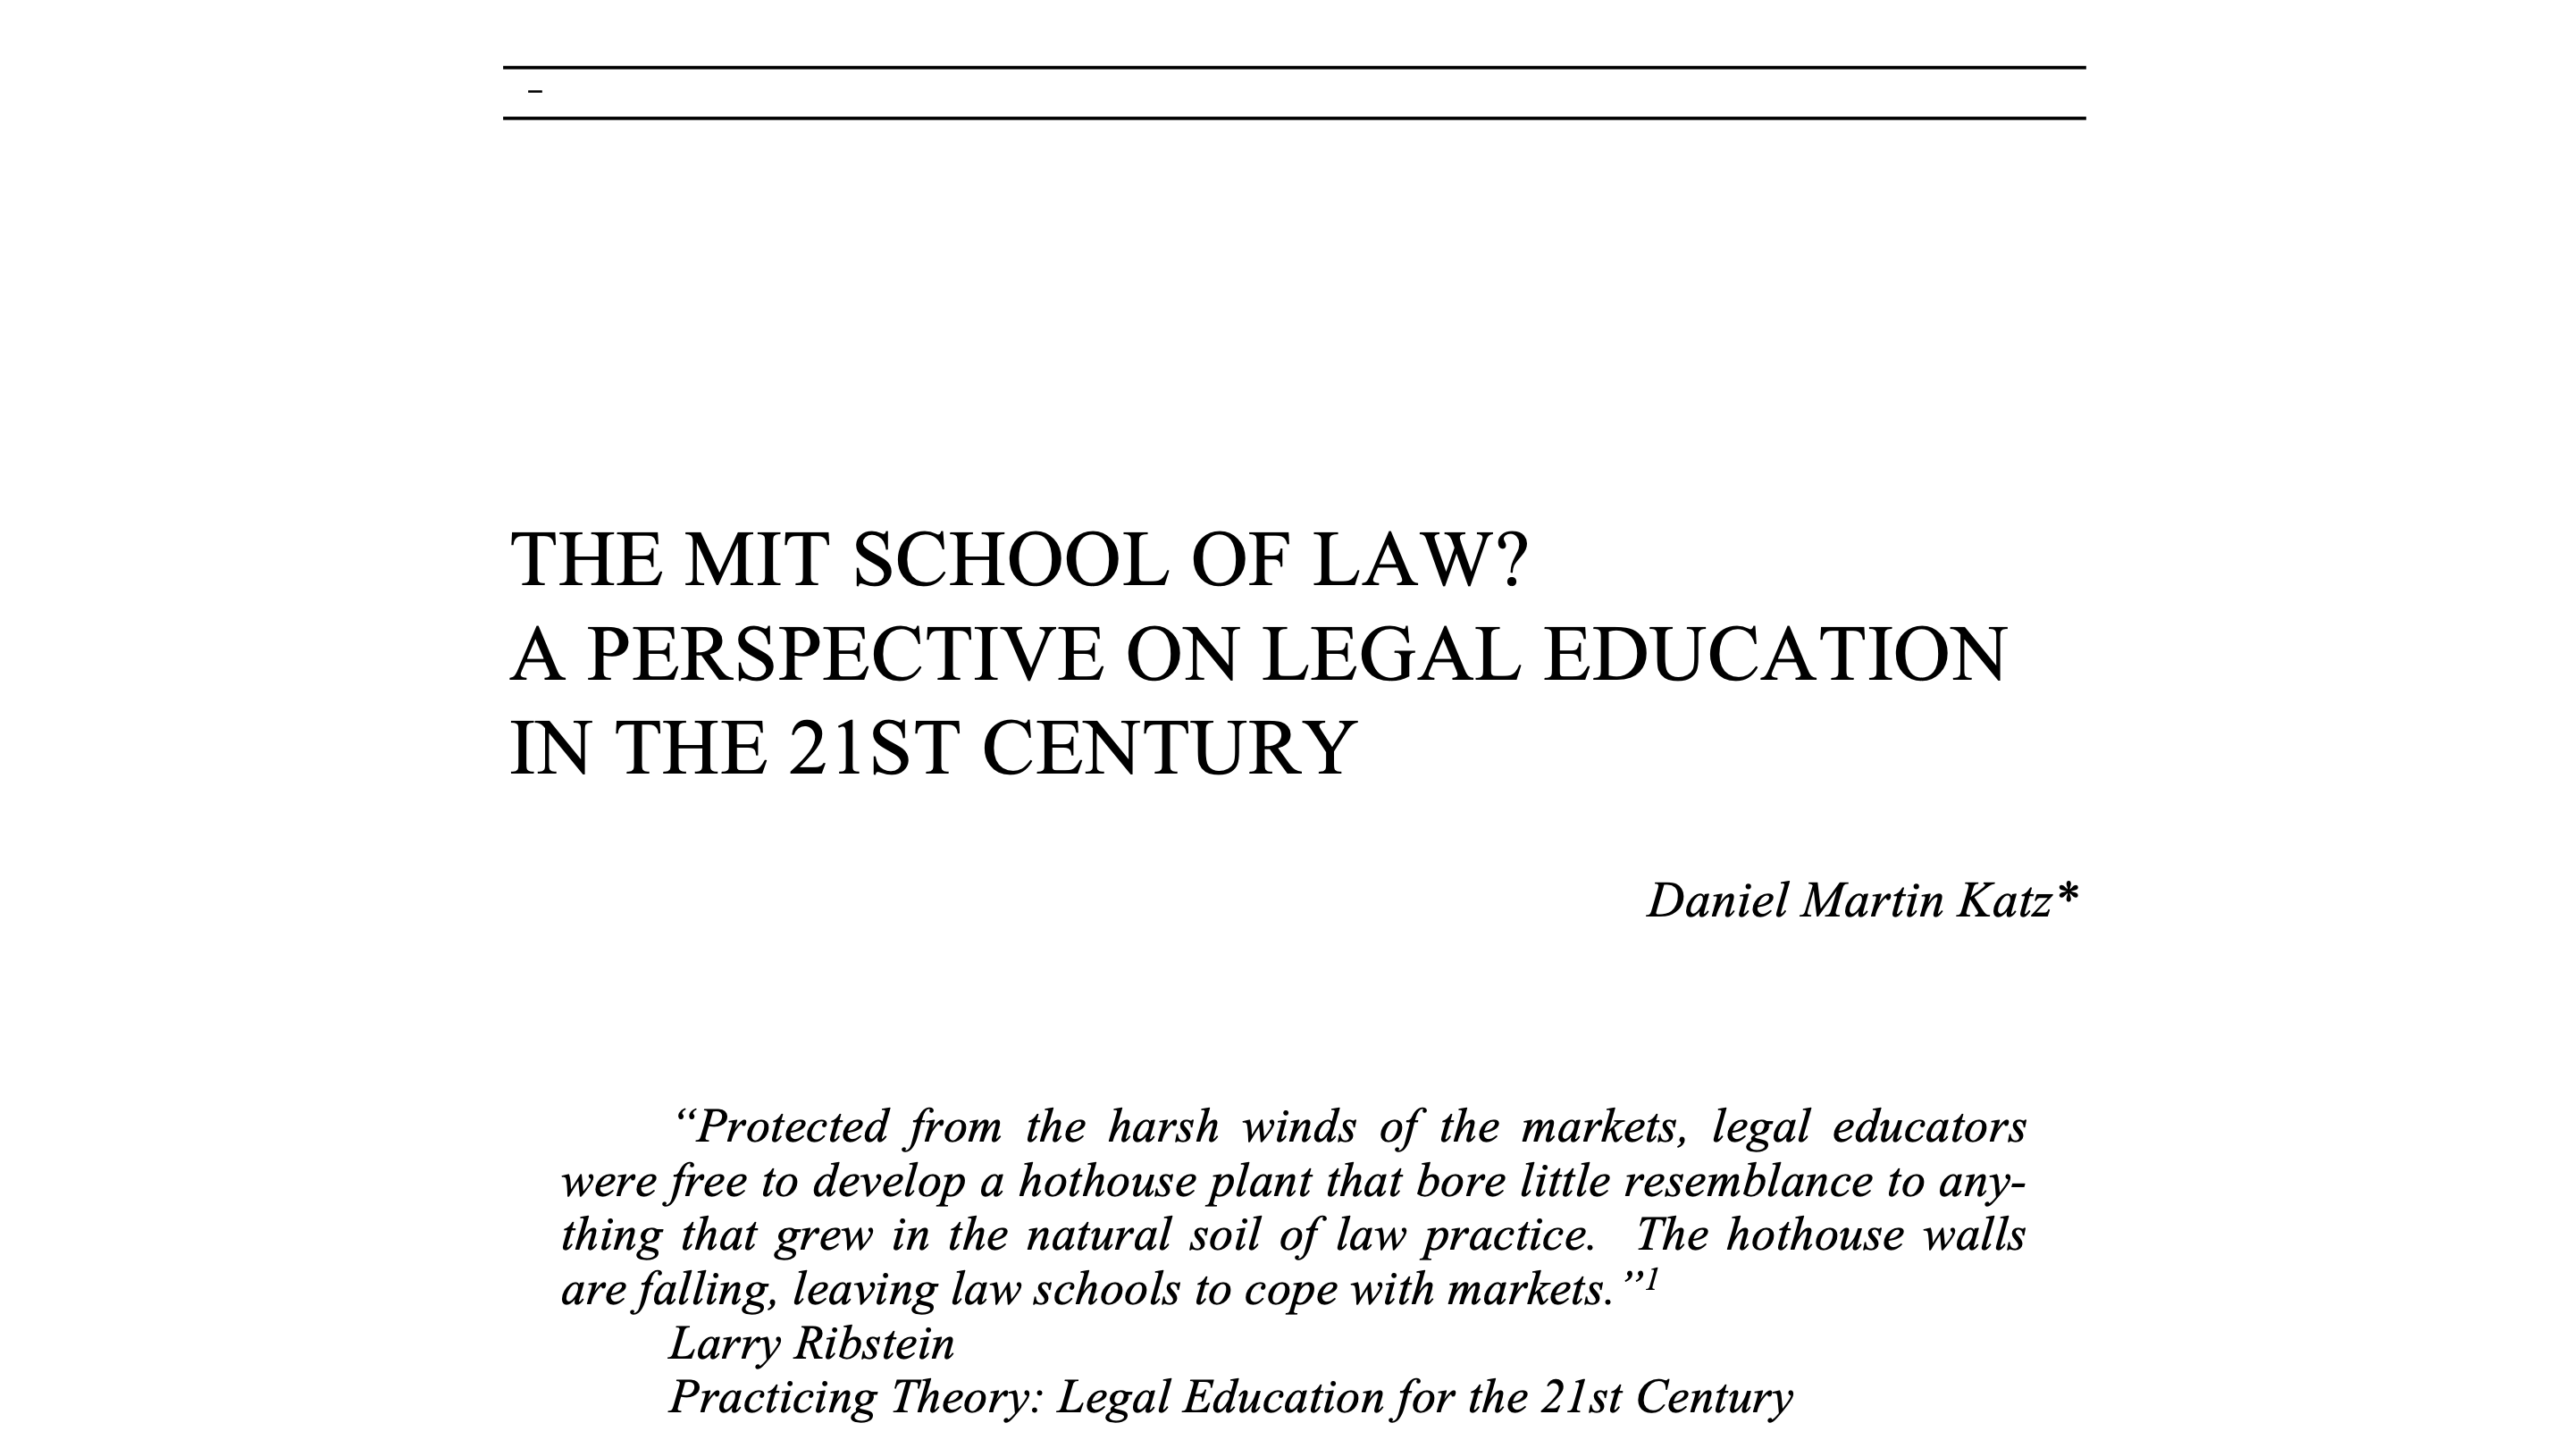 –
THE MIT SCHOOL OF LAW?
A PERSPECTIVE ON LEGAL EDUCATION
IN THE 21ST CENTURY
Daniel Martin Katz*
“Protected from the harsh winds of the markets, legal educators
were free to develop a hothouse plant that bore little resemblance to any-
thing that grew in the natural soil of law practice. The hothouse walls
are falling, leaving law schools to cope with markets.”1
Larry Ribstein
Practicing Theory: Legal Education for the 21st Century